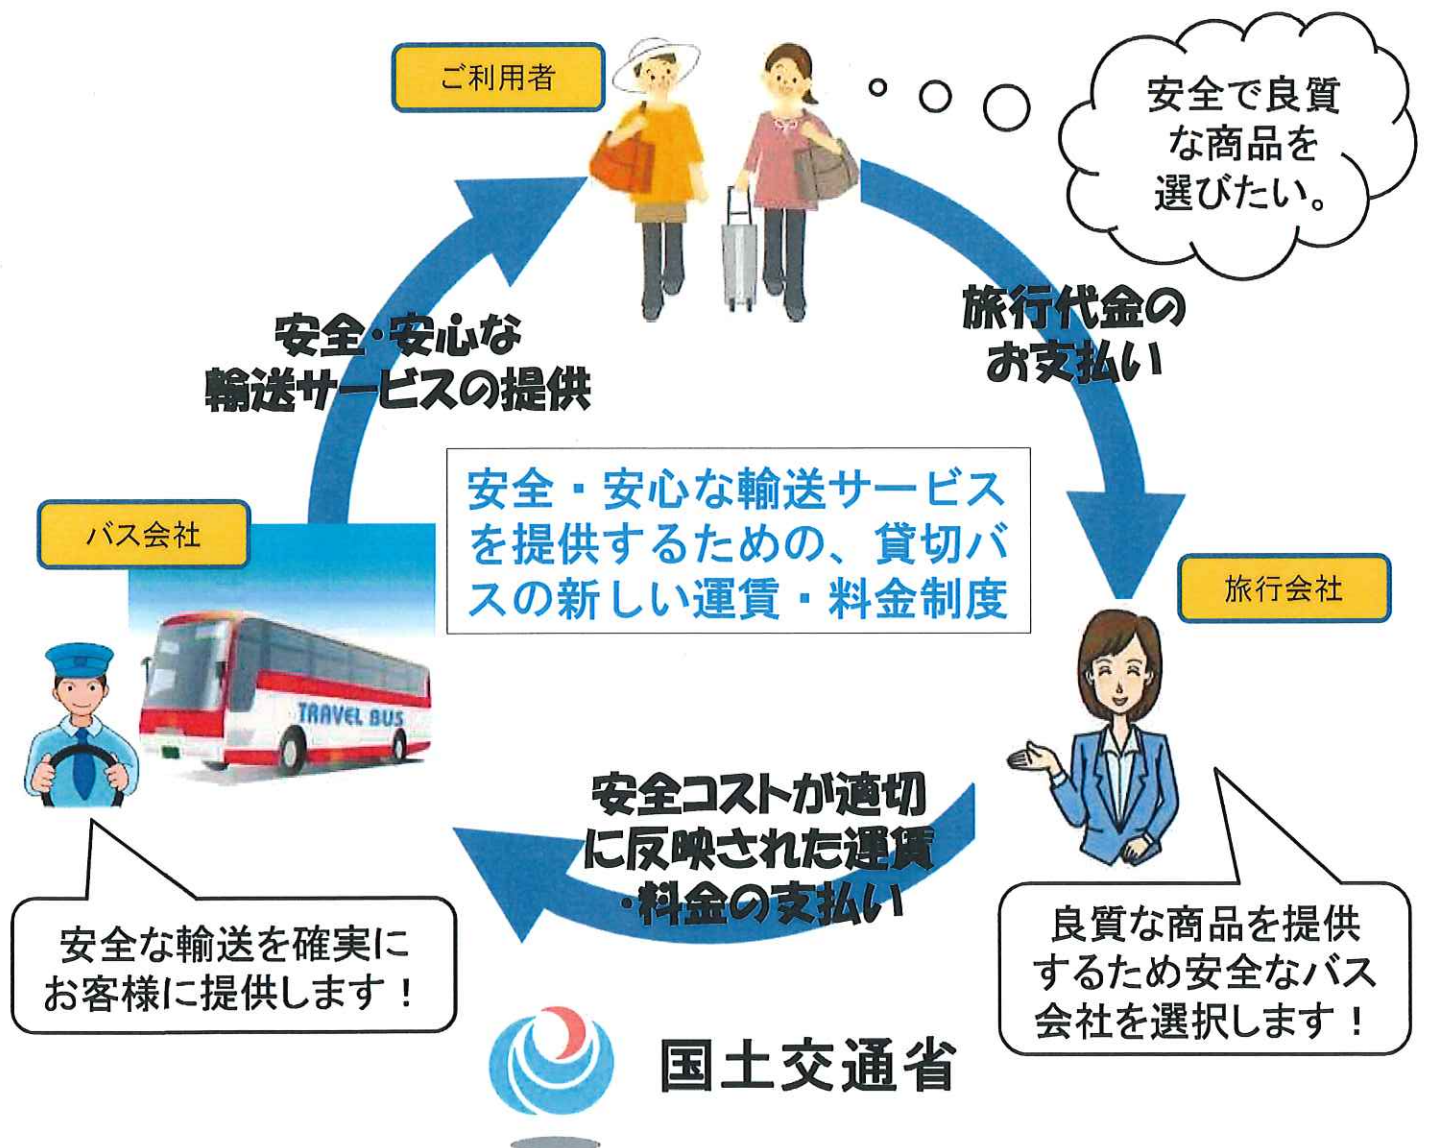 ご利用者
安全で良質
な商品を
選びたい。
旅行代金の
お支払い
安全・安心な
輸送サービスの提供
安全・安心な輸送サービス
を提供するための、貸切バ
スの新しい運賃・料金制度
バス会社
旅行会社
TRAVEL BUS
安全コストが適切
に反映された運賃
・料金の支払い
安全な輸送を確実に
お客様に提供します！
良質な商品を提供
するため安全なバス
会社を選択します！
国土交通省